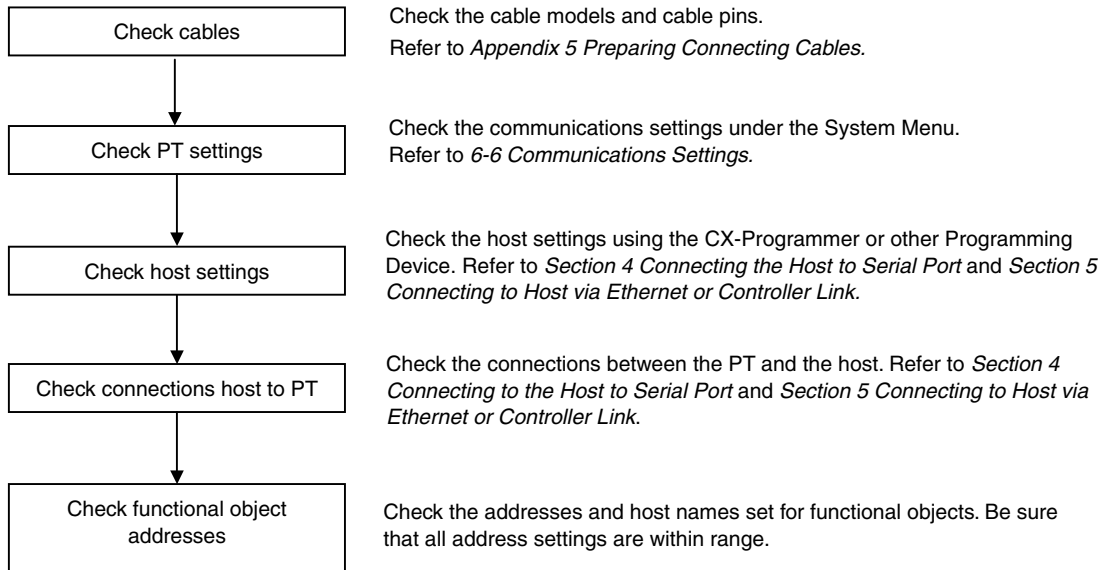 Check cables
Check the cable models and cable pins.
Refer to Appendix 5 Preparing Connecting Cables.
Check PT settings
Check the communications settings under the System Menu.
Refer to 6-6 Communications Settings.
Check host settings
Check the host settings using the CX-Programmer or other Programming
Device. Refer to Section 4 Connecting the Host to Serial Port and Section 5
Connecting to Host via Ethernet or Controller Link.
Check connections host to PT
Check the connections between the PT and the host. Refer to Section 4
Connecting to the Host to Serial Port and Section 5 Connecting to Host via
Ethernet or Controller Link.
Check functional object
addresses
Check the addresses and host names set for functional objects. Be sure
that all address settings are within range.